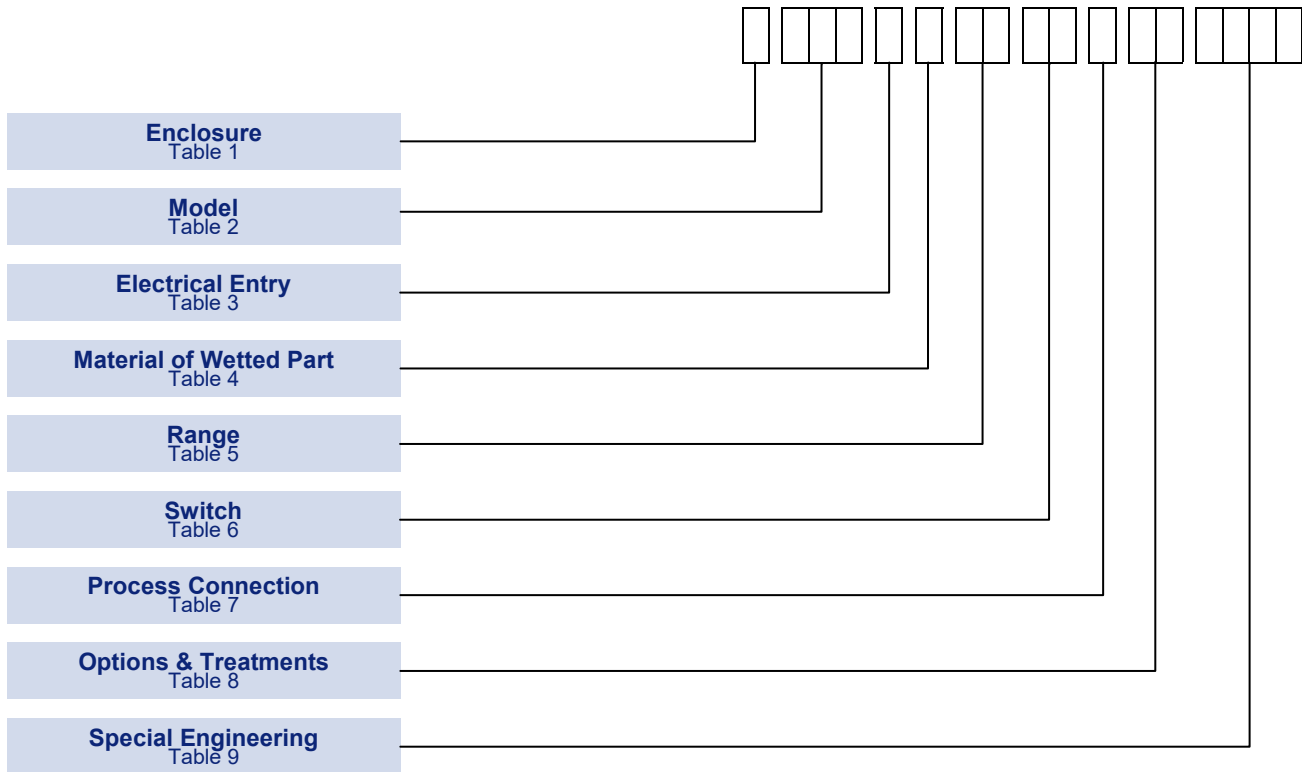 Enclosure
Table 1
Model
Table 2
Electrical Entry
Table 3
Material of Wetted Part
Table 4
Range
Table 5
Switch
Table 6
Process Connection
Table 7
Options & Treatments
Table 8
Special Engineering
Table 9